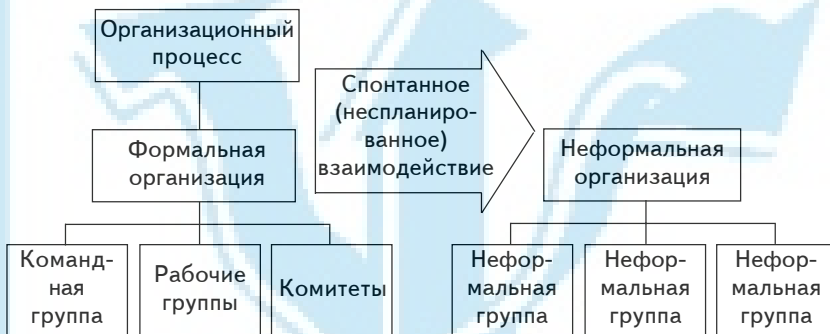 Организационный
процесс
Спонтанное
(неспланиро-
ванное)
взаимодействие
Формальная
организация
Неформальная
организация
Команд-
ная
группа
Рабочие
группы
Комитеты
Нефор-
мальная
группа
Нефор-
мальная
группа
Нефор-
мальная
группа